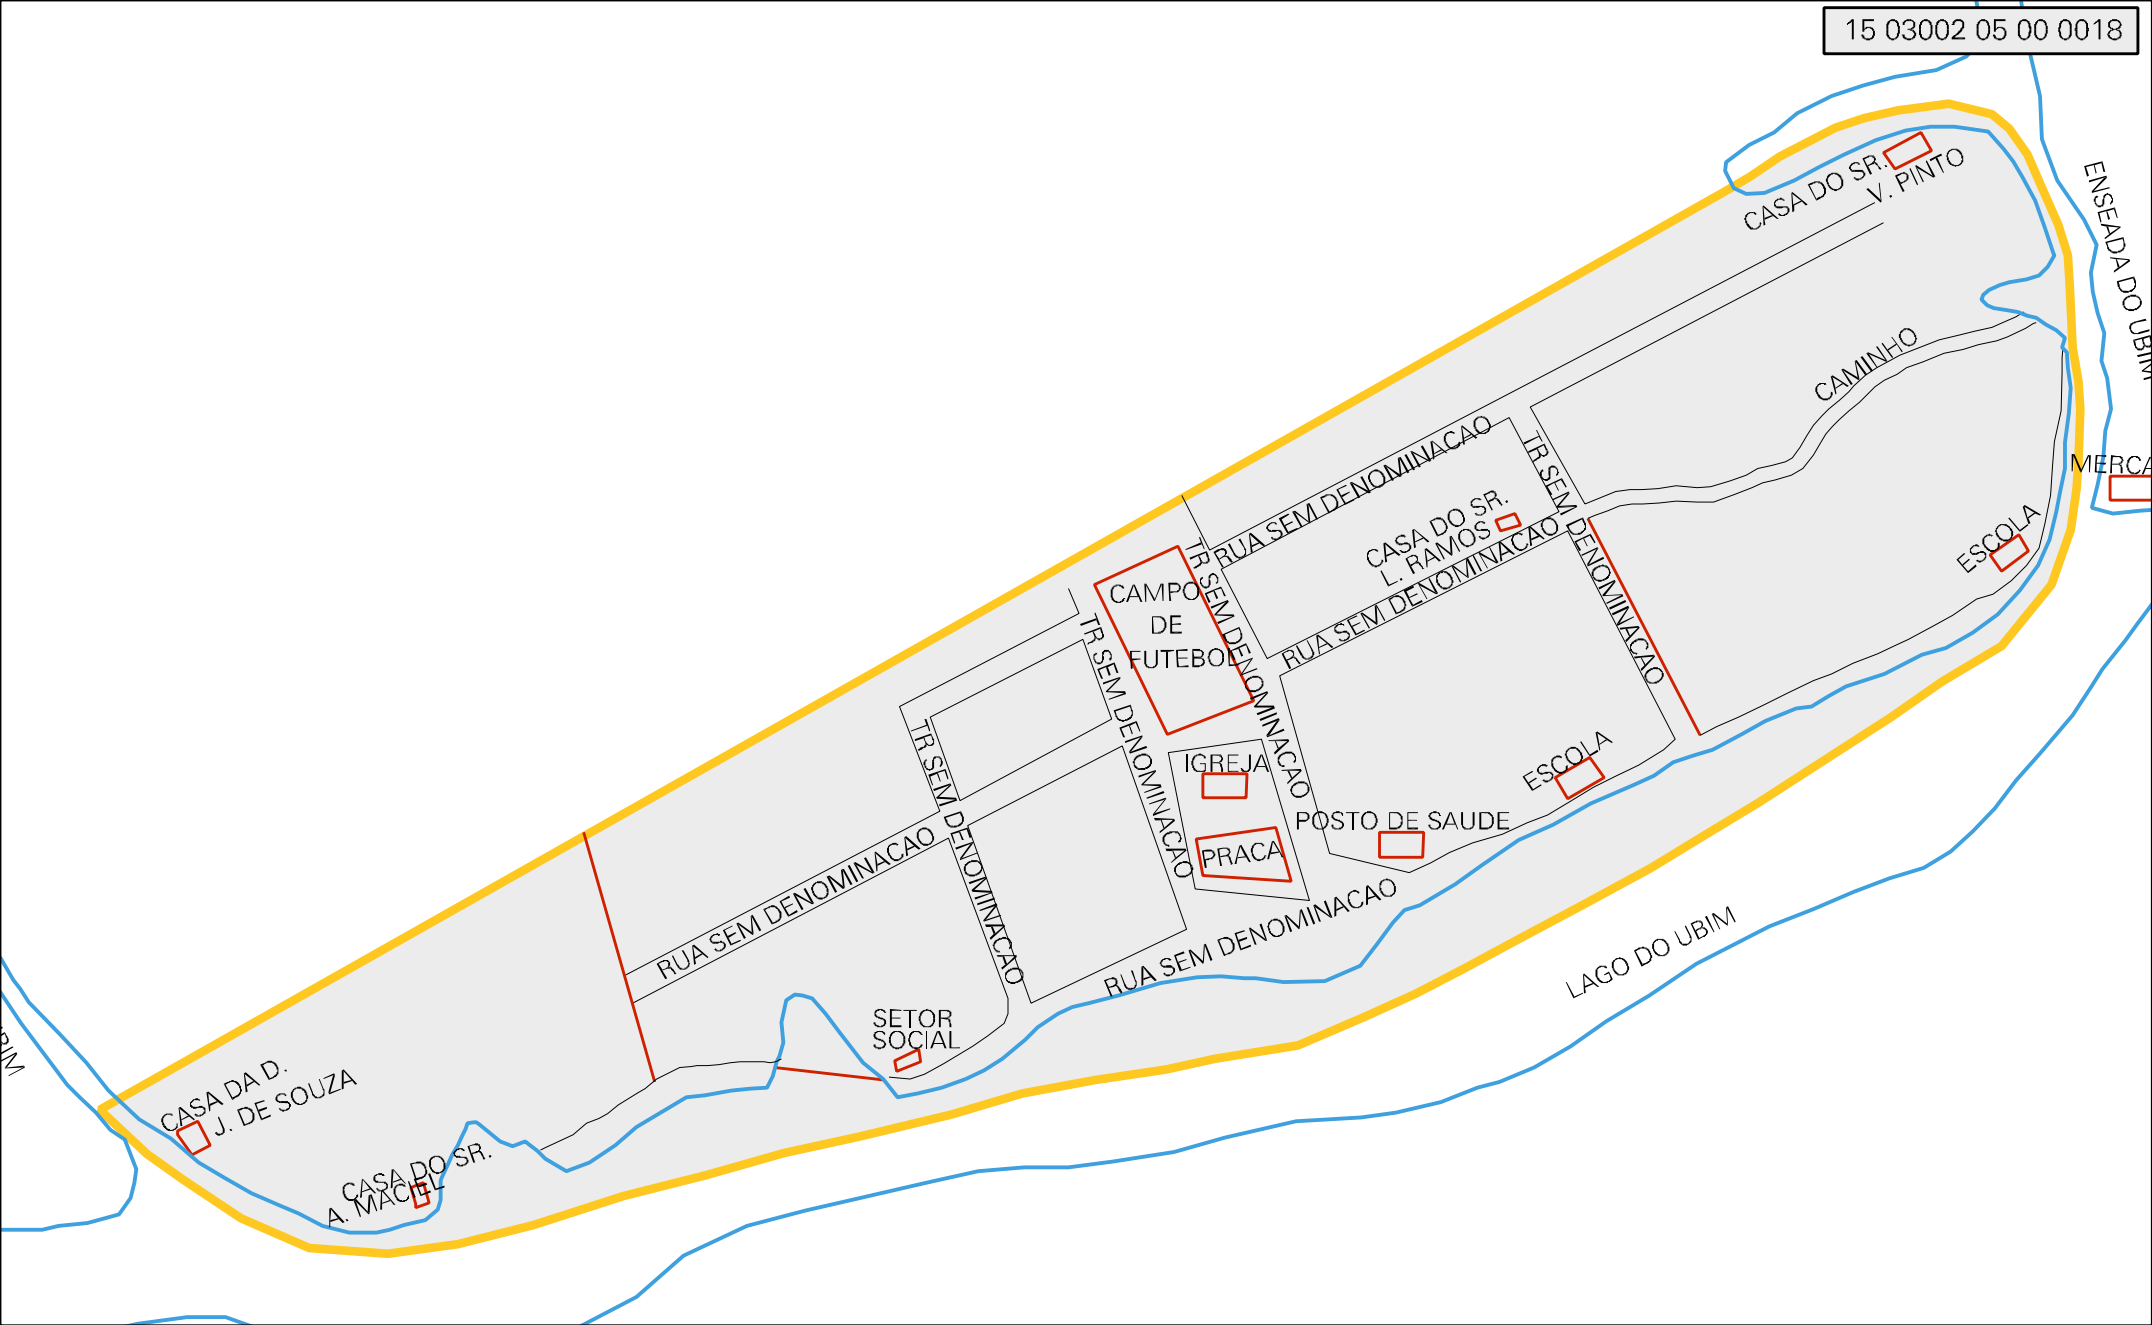 15 03002 05 00 0018
CASA DO SR.
V. PINTO
ENSEADA DO UBIM
CAMINHO
RUA SEM DENOMINACAO
TR SEM DENOMINACAO
MERCA
CASA DO SR.
L. RAMOS
RUA SEM DENOMINACAO
ESCOLA
TR SEM DENOMINACAO
CAMPO
DE
FUTEBOL
TR SEM DENOMINACAO
TR SEM DENOMINACAO
IGREJA
ESCOLA
POSTO DE SAUDE
PRACA
RUA SEM DENOMINACAO
RUA SEM DENOMINACAO
LAGO DO UBIM
SETOR
SOCIAL
CASA DA D.
J. DE SOUZA
CASA DO SR.
A. MACIEL
BIM